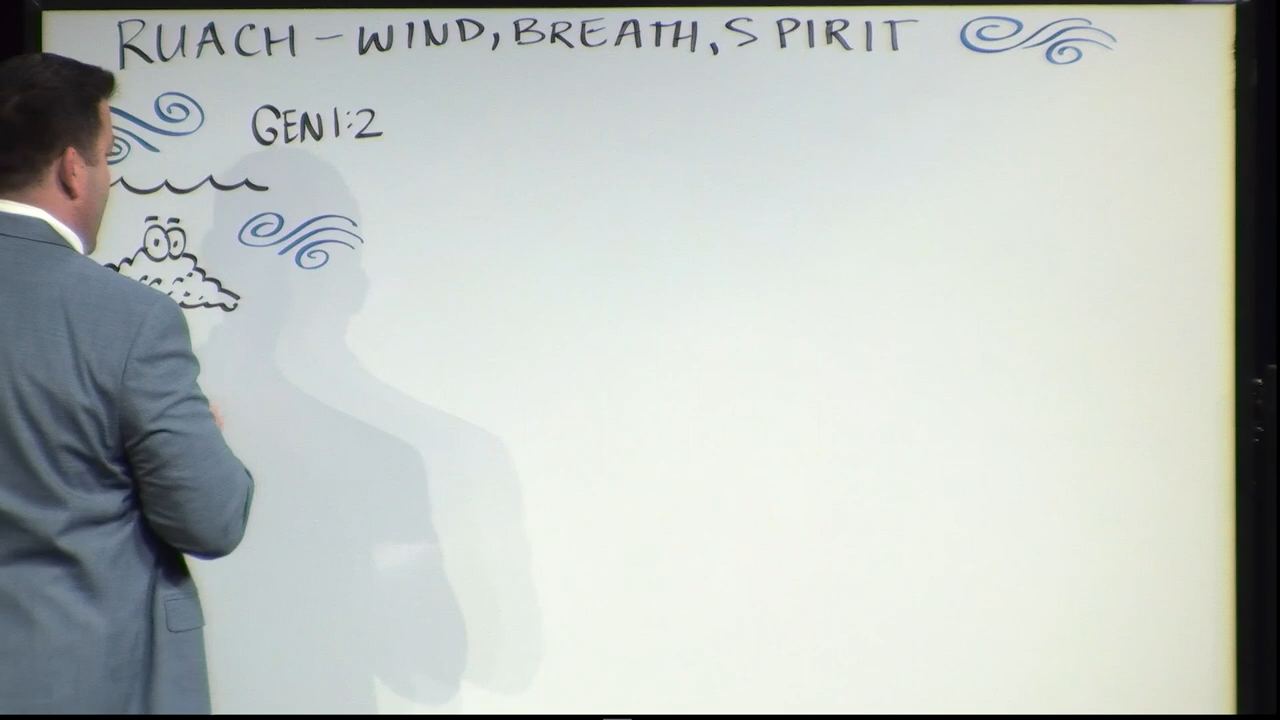 RUACH - WIND, BREATH, SPIRIT
GEN 1:2